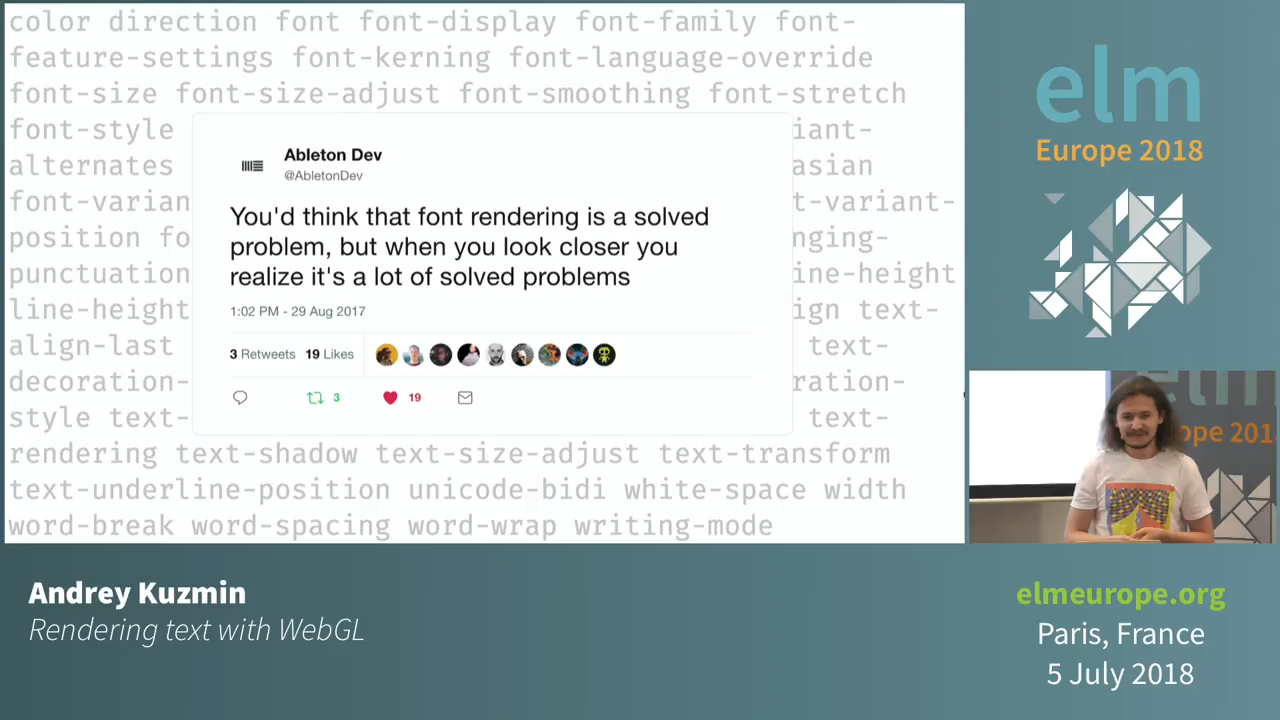 color direction font font-display font-family font-
feature-settings font-kerning font-language-override
font-size font-size-adjust font-smoothing font-stretch
font-style
iant-
alternates
asian
font-varian
t-variant-
position fo
nging-
punctuation
ine-height
line-height
ign text-
align-last
text-
decoration-
ration-
style text-
text-
rendering text-shadow text-size-adjust text-transform
text-underline-position unicode-bidi white-space width
word-break word-spacing word-wrap writing-mode
Ableton Dev
@AbletonDev
You'd think that font rendering is a solved
problem, but when you look closer you
realize it's a lot of solved problems
1:02 PM - 29 Aug 2017
3 Retweets 19 Likes
3 19
elm
Europe 2018
elm
ope 201
Andrey Kuzmin
Rendering text with WebGL
elmeurope.org
Paris, France
5 July 2018